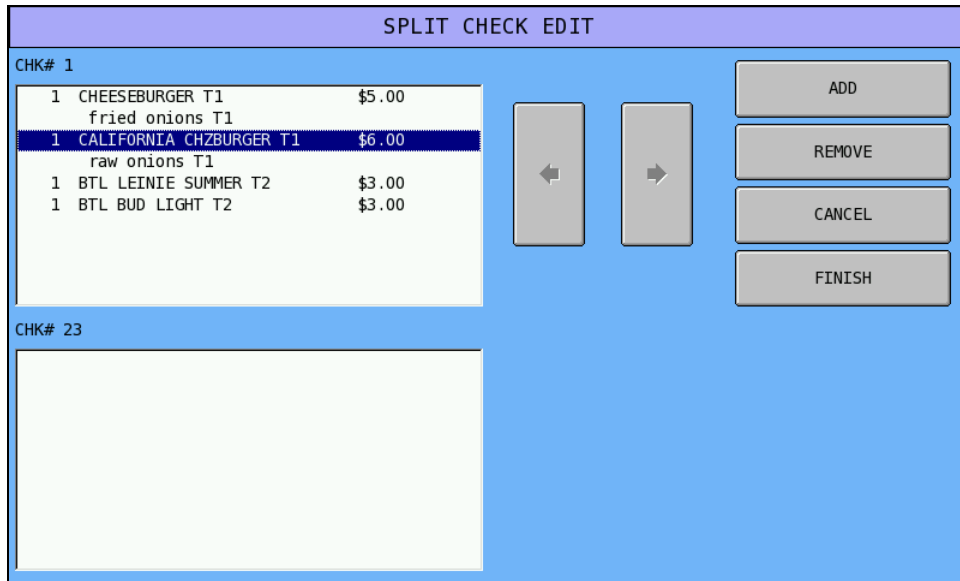 SPLIT CHECK EDIT
CHK# 1
1 CHEESEBURGER T1 $5.00
fried onions T1
1 CALIFORNIA CHZBURGER T1 $6.00
raw onions T1
1 BTL LEINIE SUMMER T2 $3.00
1 BTL BUD LIGHT T2 $3.00
ADD
REMOVE
CANCEL
FINISH
CHK# 23